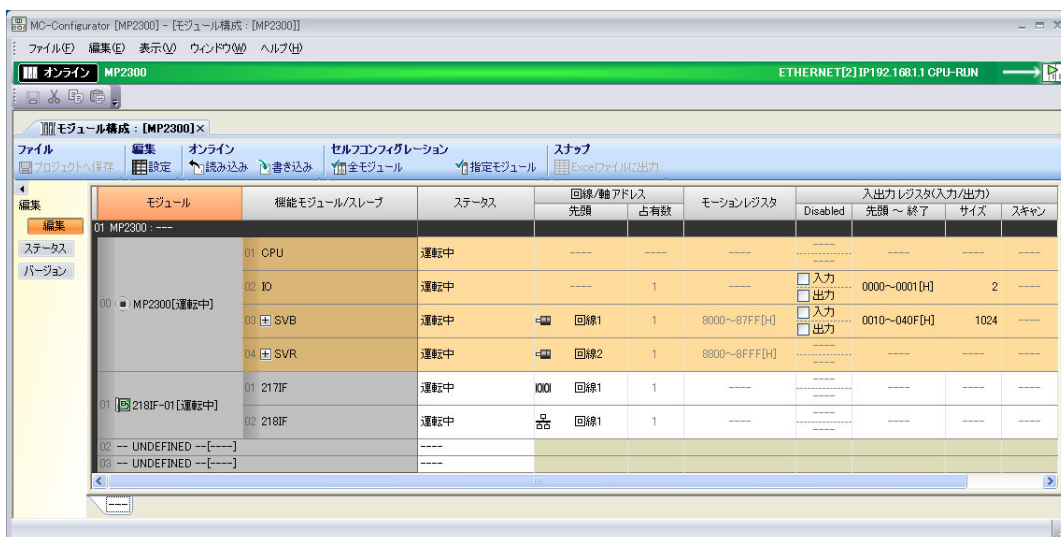 MC-Configurator [MP2300] - [モジュール構成 : [MP2300]]
ファイル(F) 編集(E) 表示(V) ウィンドウ(W) ヘルプ(H)
オンライン MP2300 ETHERNET[2] IP192.168.1.1 CPU-RUN
モジュール構成 : [MP2300]×
ファイル 編集 オンライン セルフコンフィグレーション スナップ
プロジェクトへ保存 設定 読み込み 書き込み 全モジュール 指定モジュール Excelファイルに出力
編集
編集
ステータス
バージョン
モジュール 機能モジュール/スレーブ ステータス 回線/軸アドレス モーションレジスタ 入出力レジスタ(入力/出力)
先頭 占有数 Disabled 先頭 ~ 終了 サイズ スキャン
01 MP2300 : ---
00 MP2300[運転中]
01 CPU 運転中 ---- ---- ---- ---- ---- ---- ---- ----
02 IO 運転中 ---- 1 ---- 入力 出力 0000~0001[H] 2 ----
03 + SVB 運転中 回線1 1 8000~87FF[H] 入力 出力 0010~040F[H] 1024 ----
04 + SVR 運転中 回線2 1 8800~8FFF[H] ---- ---- ---- ---- ----
01 218IF-01[運転中]
01 217IF 運転中 回線1 1 ---- ---- ---- ---- ---- ----
02 218IF 運転中 回線1 1 ---- ---- ---- ---- ---- ----
02 -- UNDEFINED --[----] ----
03 -- UNDEFINED --[----] ----
---